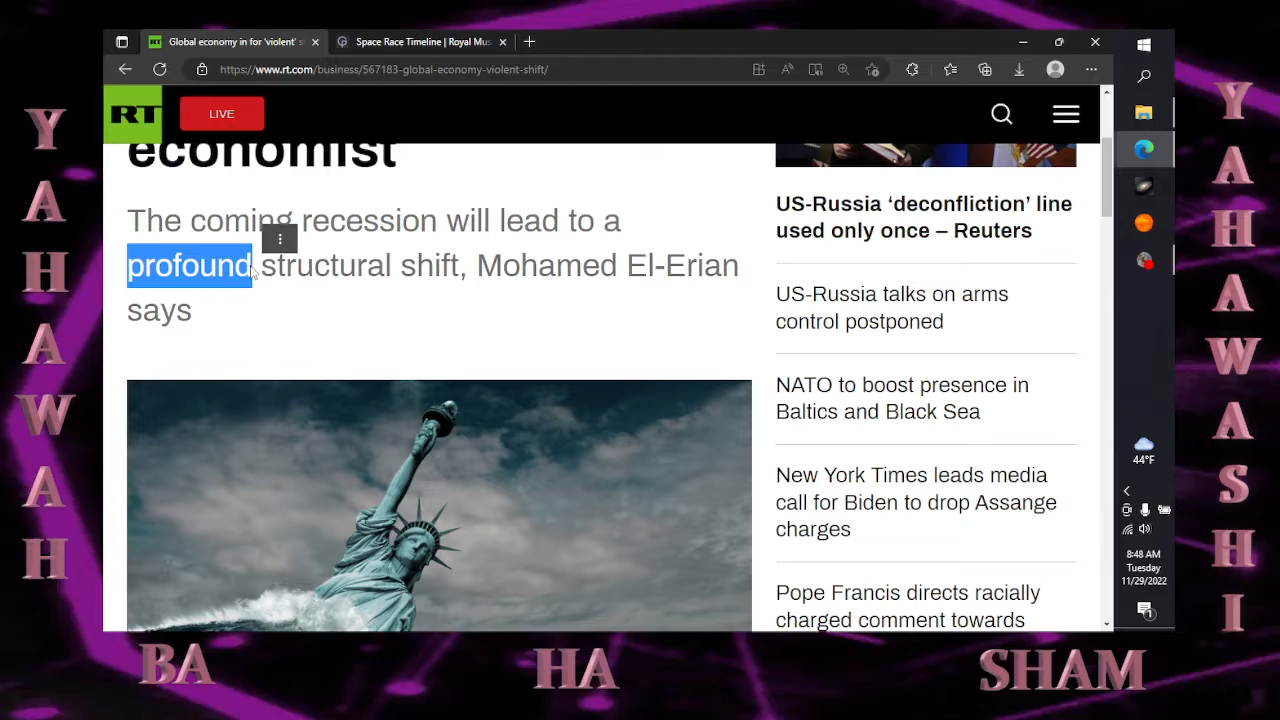 Global economy in for 'violent' s
Space Race Timeline | Royal Mus
https://www.rt.com/business/567183-global-economy-violent-shift/
RT
LIVE
economist
The coming recession will lead to a
profound structural shift, Mohamed El-Erian
says
US-Russia ‘deconfliction’ line
used only once – Reuters
US-Russia talks on arms
control postponed
NATO to boost presence in
Baltics and Black Sea
New York Times leads media
call for Biden to drop Assange
charges
Pope Francis directs racially
charged comment towards
44°F
8:48 AM
Tuesday
11/29/2022
1
YAHAWAH
YAHAWASHI
BA HA SHAM